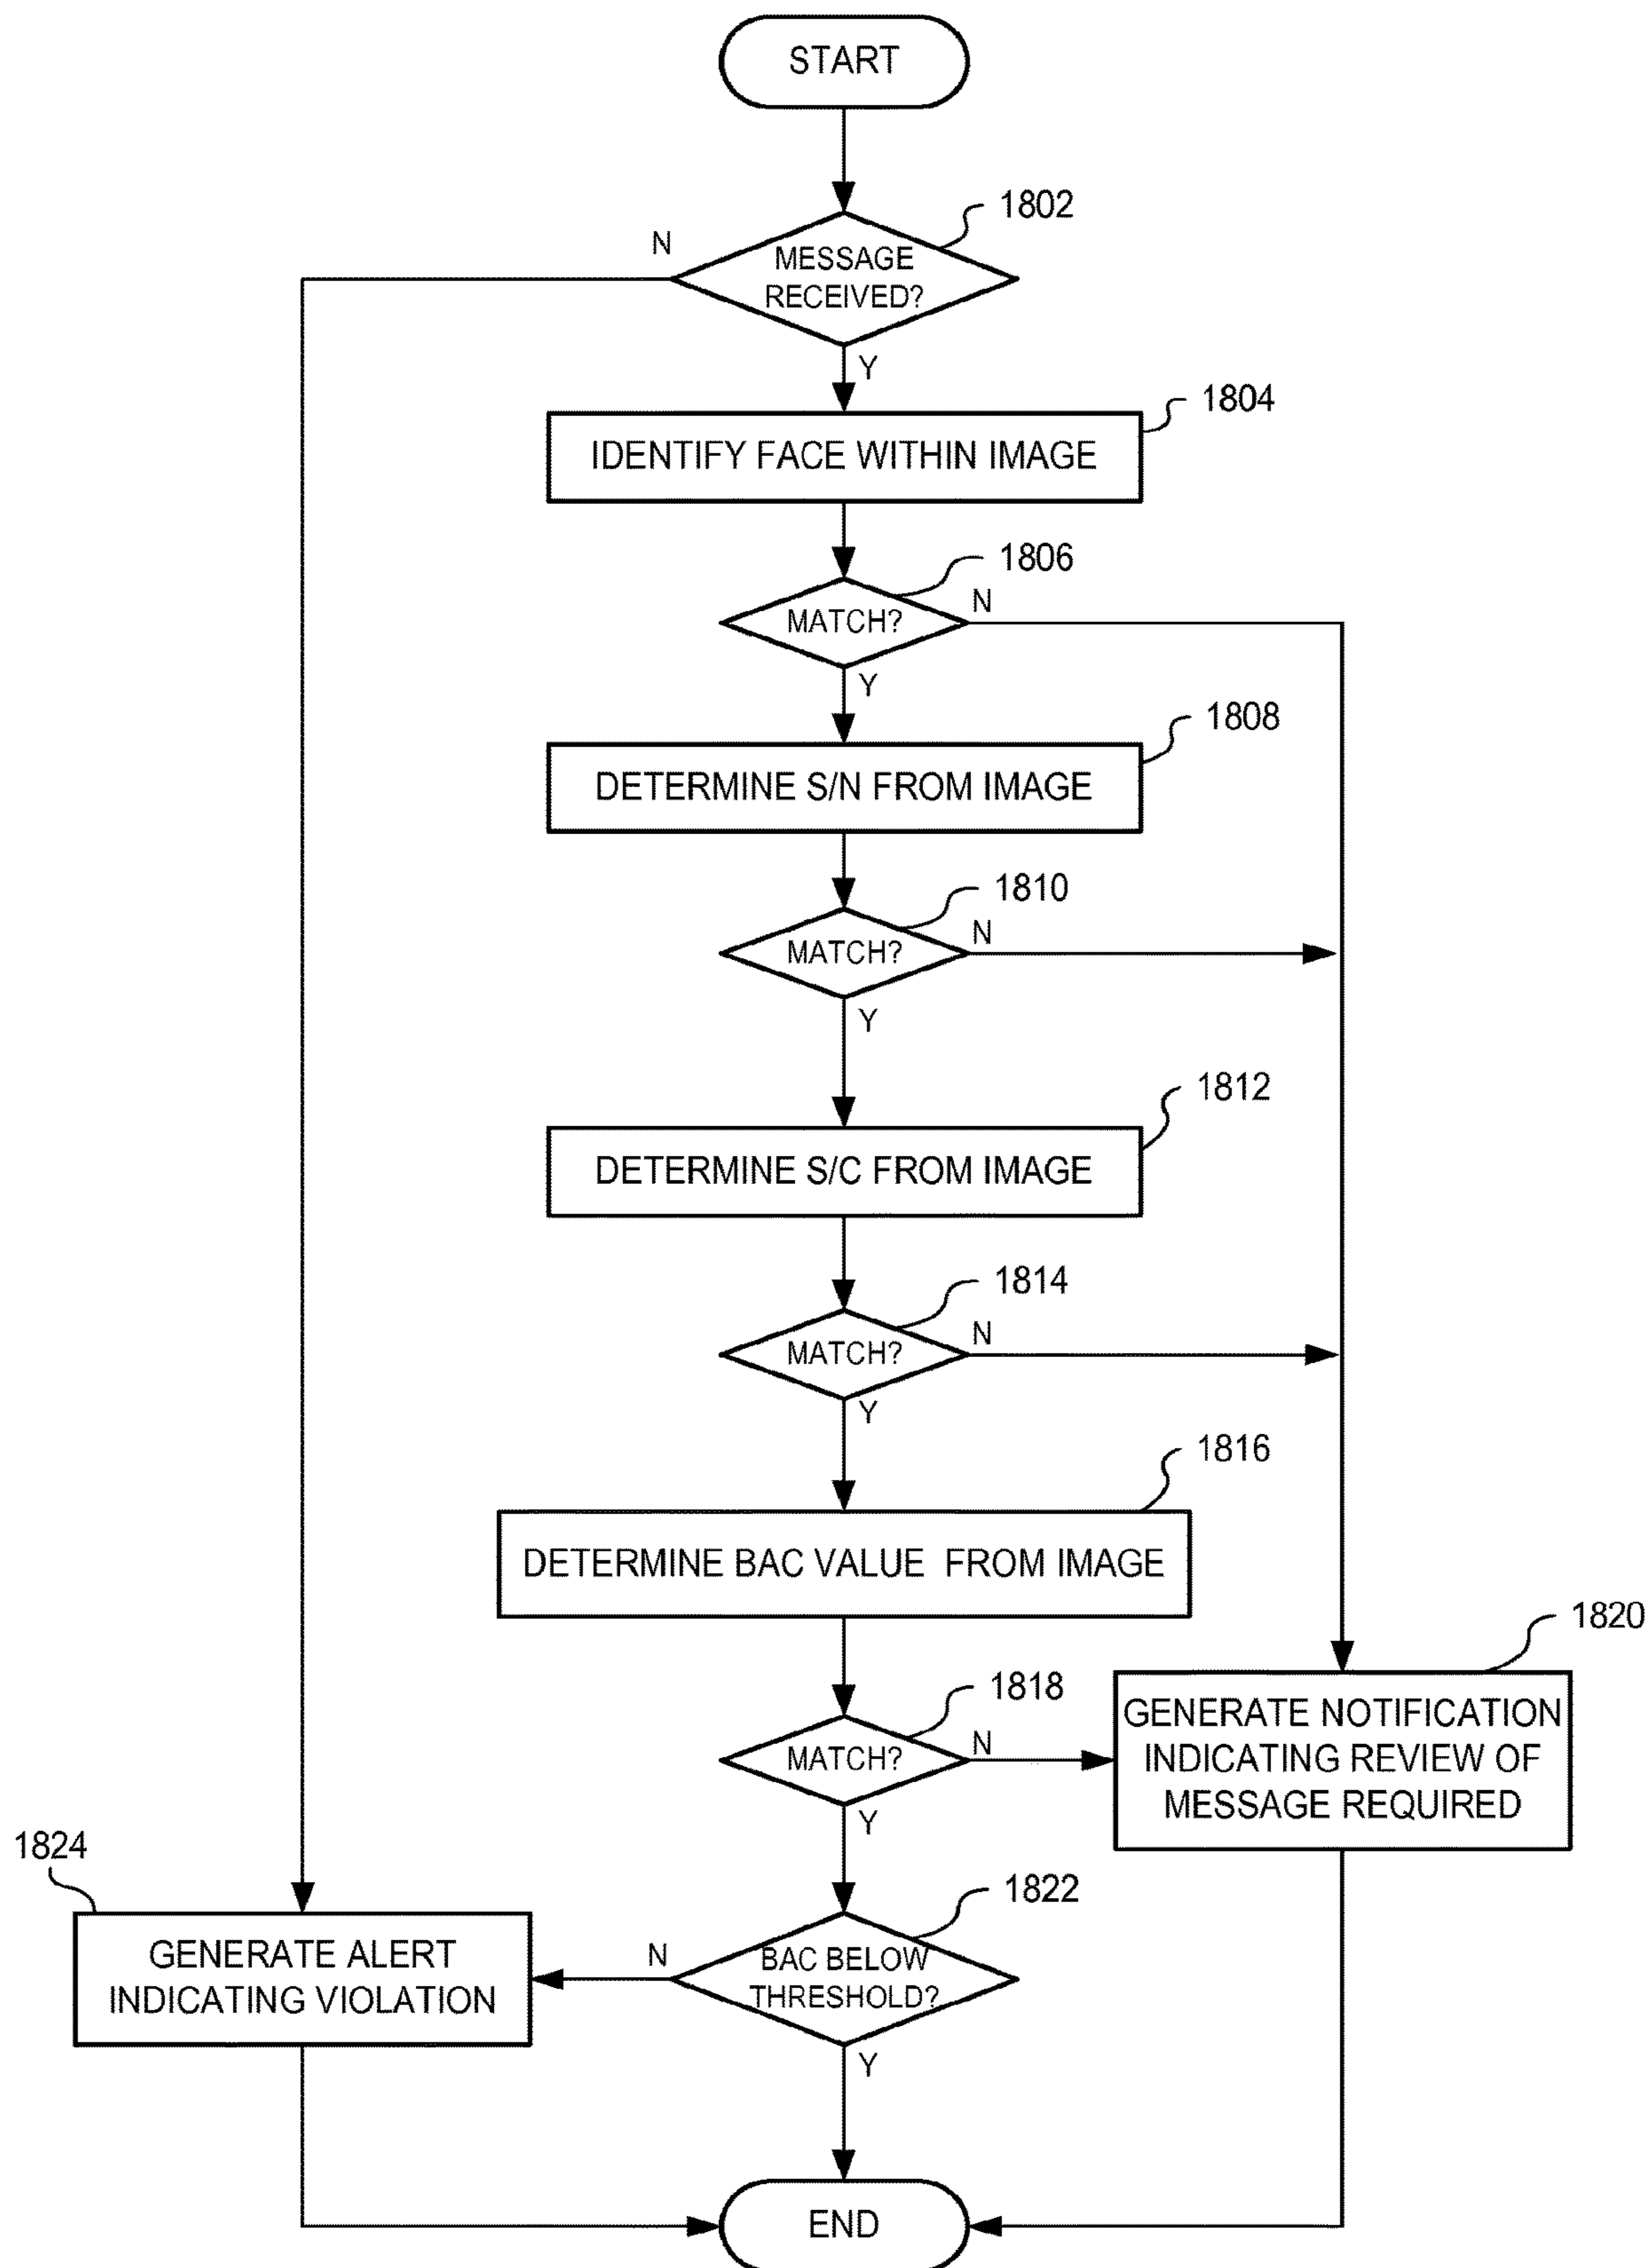 START
1802
N
MESSAGE
RECEIVED?
Y
1804
IDENTIFY FACE WITHIN IMAGE
1806
MATCH?
N
Y
1808
DETERMINE S/N FROM IMAGE
1810
MATCH?
N
Y
1812
DETERMINE S/C FROM IMAGE
1814
MATCH?
N
Y
1816
DETERMINE BAC VALUE FROM IMAGE
1818
MATCH?
N
Y
1820
GENERATE NOTIFICATION
INDICATING REVIEW OF
MESSAGE REQUIRED
1822
BAC BELOW
THRESHOLD?
N
Y
1824
GENERATE ALERT
INDICATING VIOLATION
END